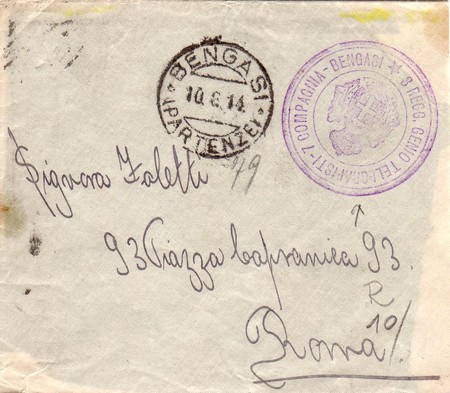 BENGASI
10.6.14
(PARTENZE)
3 REGG. GENIO TELEGRAFISTI - 7 COMPAGNIA - BENGASI
Signora Zoletti
49
93 Piazza Capranica 93.
R
10/
Roma